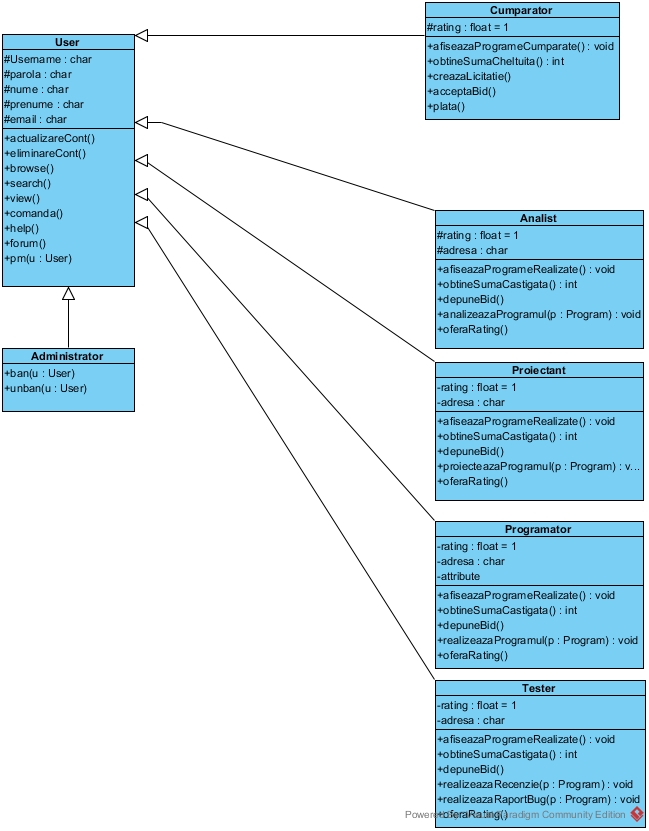 User
#Username : char
#parola : char
#nume : char
#prenume : char
#email : char
+actualizareCont()
+eliminareCont()
+browse()
+search()
+view()
+comanda()
+help()
+forum()
+pm(u : User)
Administrator
+ban(u : User)
+unban(u : User)
Cumparator
#rating : float = 1
+afiseazaProgrameCumparate() : void
+obtineSumaCheltuita() : int
+creazaLicitatie()
+acceptaBid()
+plata()
Analist
#rating : float = 1
#adresa : char
+afiseazaProgrameRealizate() : void
+obtineSumaCastigata() : int
+depuneBid()
+analizeazaProgramul(p : Program) : void
+oferaRating()
Proiectant
-rating : float = 1
-adresa : char
+afiseazaProgrameRealizate() : void
+obtineSumaCastigata() : int
+depuneBid()
+proiecteazaProgramul(p : Program) : v...
+oferaRating()
Programator
-rating : float = 1
-adresa : char
-attribute
+afiseazaProgrameRealizate() : void
+obtineSumaCastigata() : int
+depuneBid()
+realizeazaProgramul(p : Program) : void
+oferaRating()
Tester
-rating : float = 1
-adresa : char
+afiseazaProgrameRealizate() : void
+obtineSumaCastigata() : int
+depuneBid()
+realizeazaRecenzie(p : Program) : void
+realizeazaRaportBug(p : Program) : void
+oferaRating()
Paradigm Community Edition